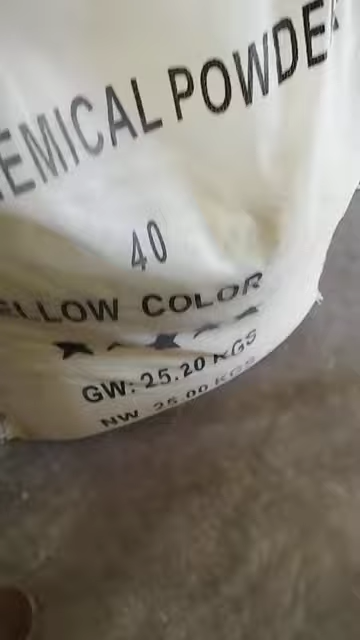 EMICAL POWDE
40
ELLOW COLOR
GW: 25.20 KGS
NW. 25.00 KGS